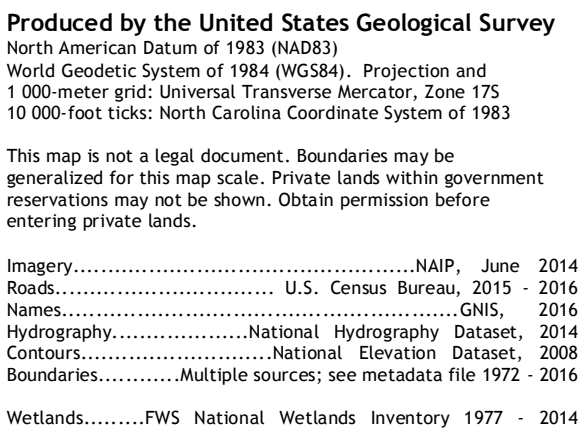 Produced by the United States Geological Survey
North American Datum of 1983 (NAD83)
World Geodetic System of 1984 (WGS84). Projection and
1 000-meter grid: Universal Transverse Mercator, Zone 17S
10 000-foot ticks: North Carolina Coordinate System of 1983
This map is not a legal document. Boundaries may be
generalized for this map scale. Private lands within government
reservations may not be shown. Obtain permission before
entering private lands.
Imagery.................................................NAIP, June 2014
Roads............................... U.S. Census Bureau, 2015 - 2016
Names........................................................GNIS, 2016
Hydrography...................National Hydrography Dataset, 2014
Contours...........................National Elevation Dataset, 2008
Boundaries............Multiple sources; see metadata file 1972 - 2016
Wetlands.........FWS National Wetlands Inventory 1977 - 2014